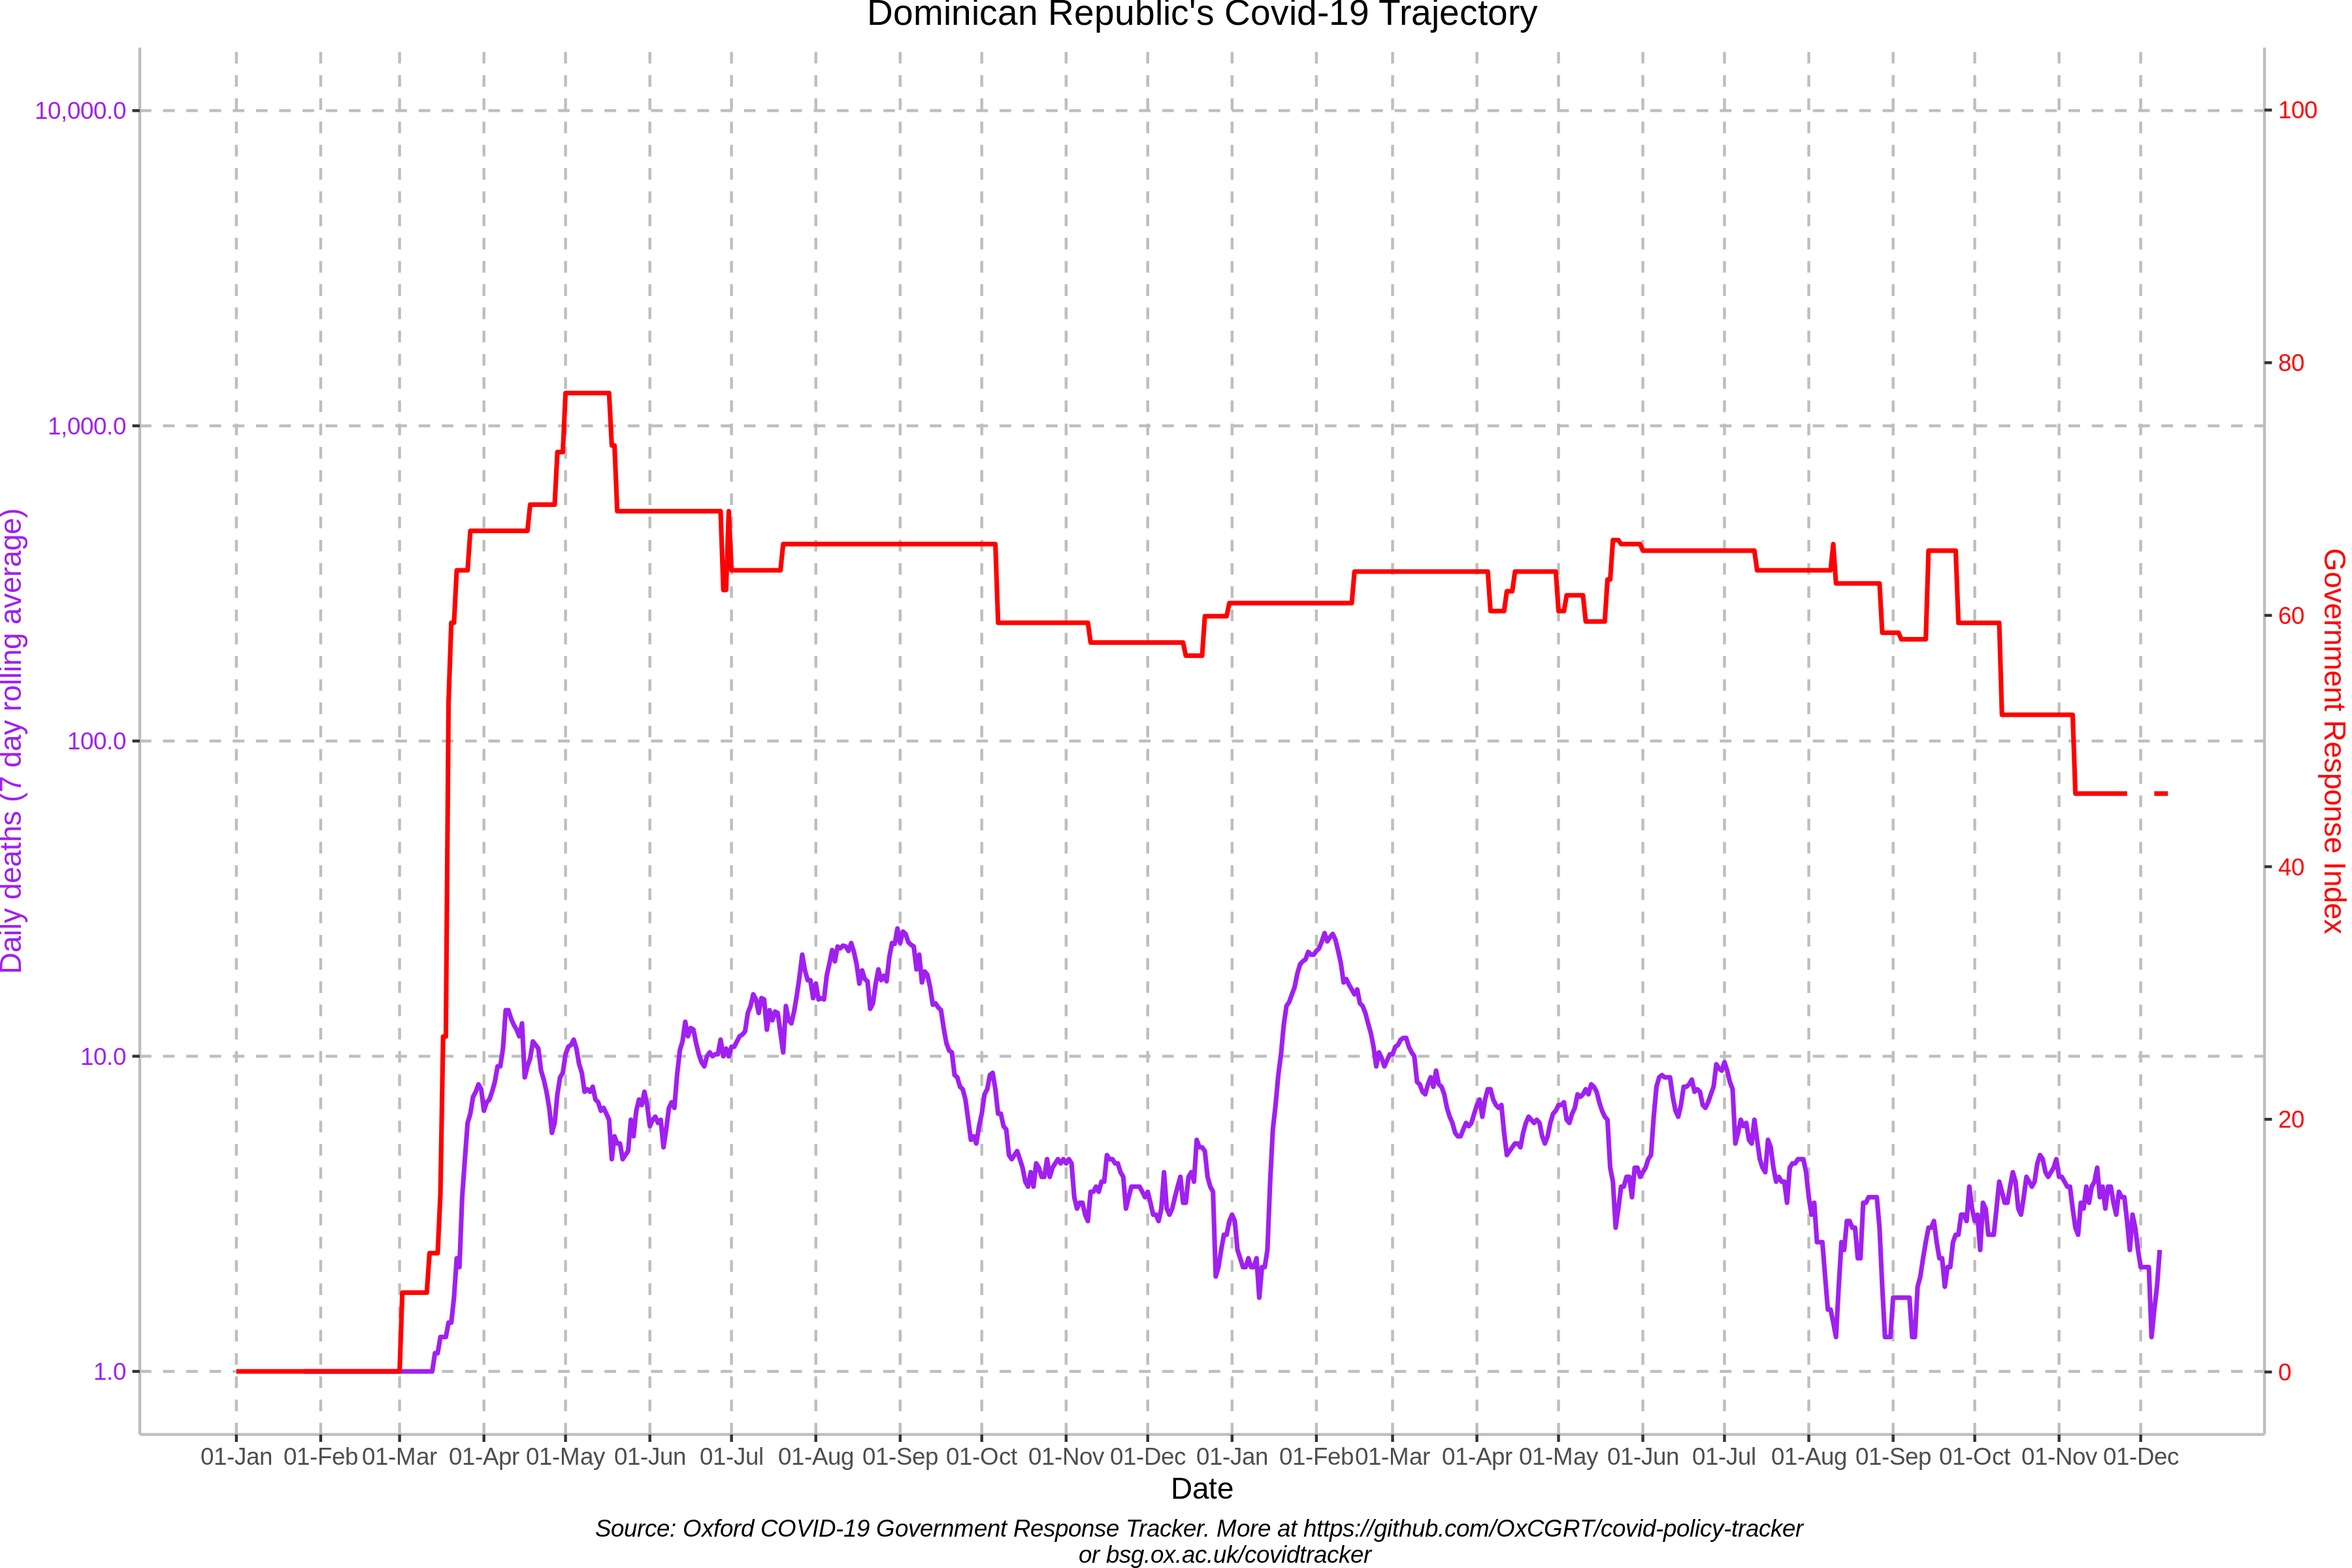 Dominican Republic's Covid-19 Trajectory
10,000.0
1,000.0
100.0
10.0
1.0
Daily deaths (7 day rolling average)
100
80
60
40
20
0
Government Response Index
01-Jan 01-Feb 01-Mar 01-Apr 01-May 01-Jun 01-Jul 01-Aug 01-Sep 01-Oct 01-Nov 01-Dec 01-Jan 01-Feb 01-Mar 01-Apr 01-May 01-Jun 01-Jul 01-Aug 01-Sep 01-Oct 01-Nov 01-Dec
Date
Source: Oxford COVID-19 Government Response Tracker. More at https://github.com/OxCGRT/covid-policy-tracker
or bsg.ox.ac.uk/covidtracker